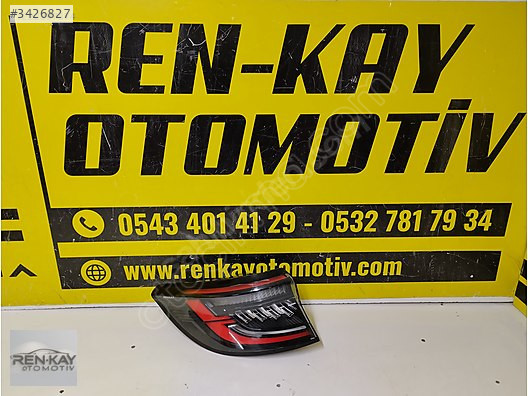 #3426827
REN-KAY
OTOMOTİV
0543 401 41 29 - 0532 781 79 34
www.renkayotomotiv.com
REN-KAY
OTOMOTİV